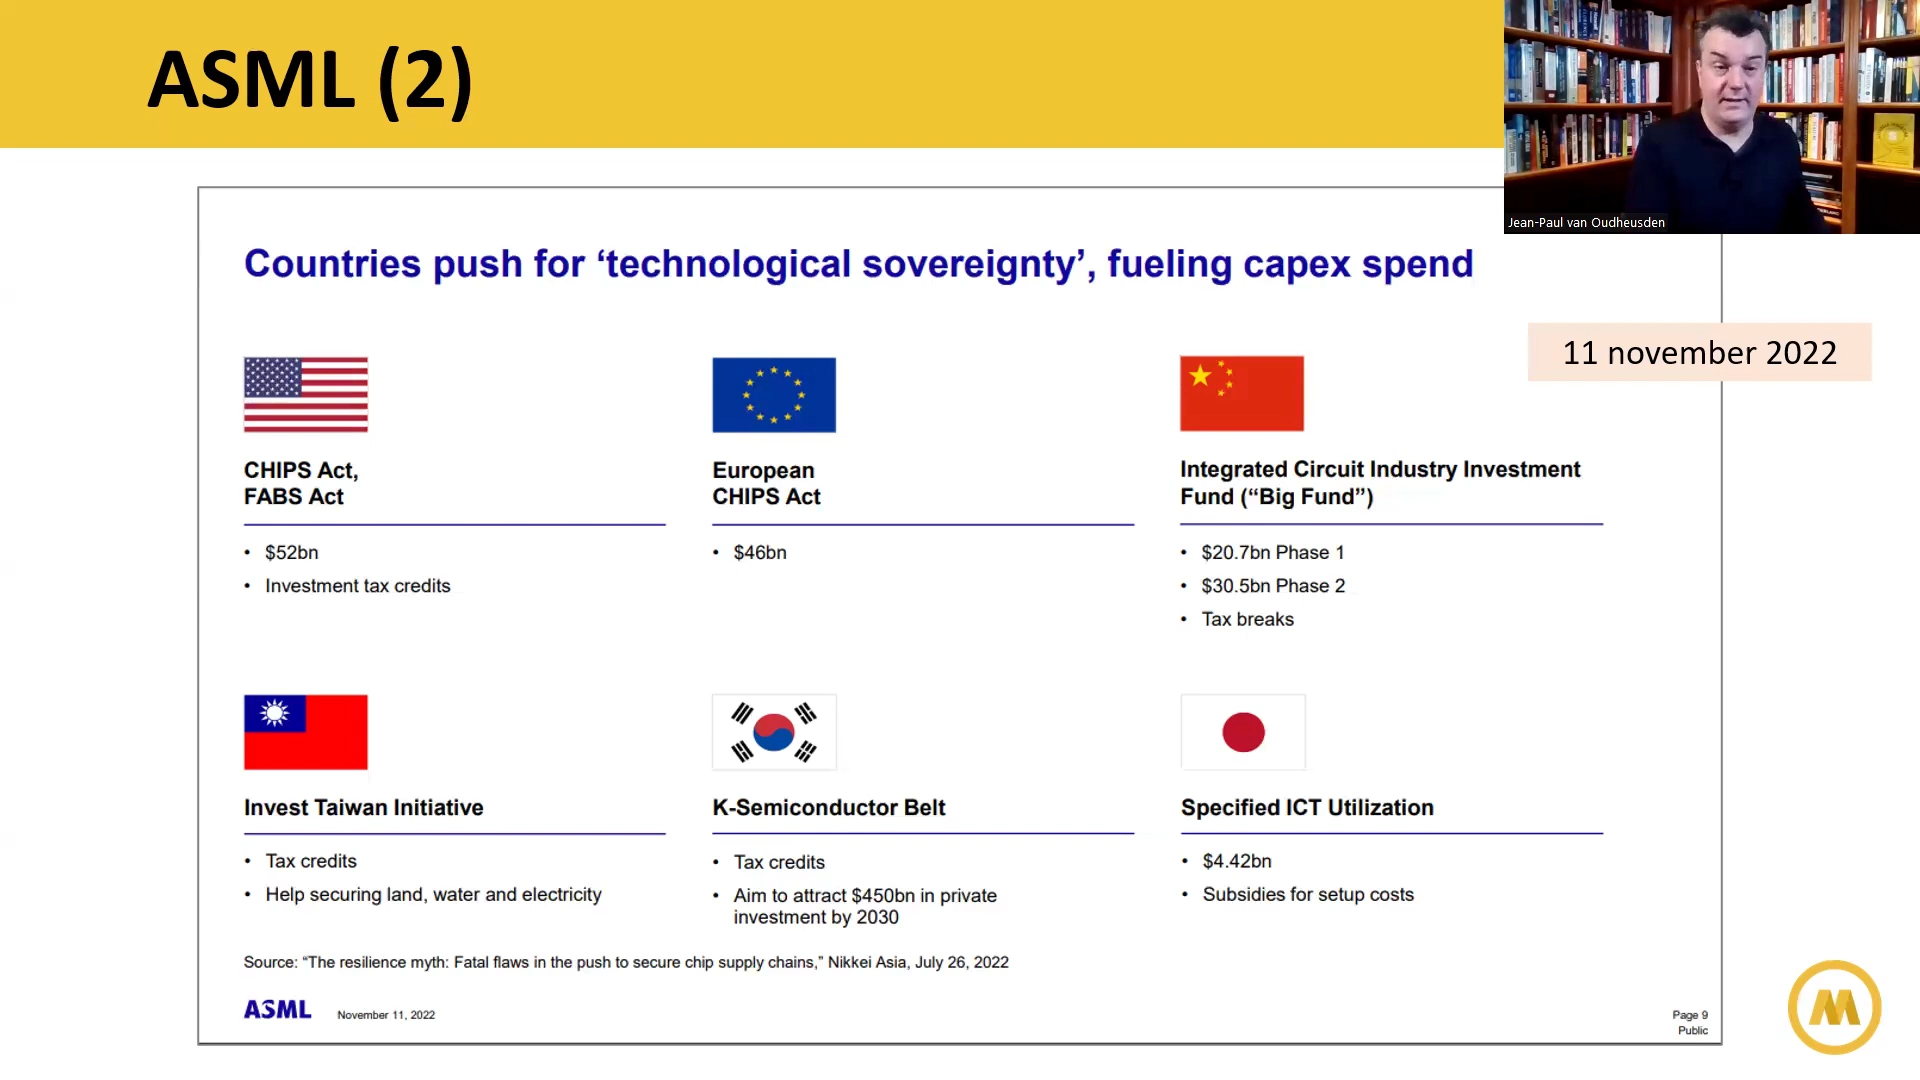 ASML (2)
Jean-Paul van Oudheusden
Countries push for ‘technological sovereignty’, fueling capex spend
11 november 2022
CHIPS Act,
FABS Act
• $52bn
• Investment tax credits
European
CHIPS Act
• $46bn
Integrated Circuit Industry Investment
Fund (“Big Fund”)
• $20.7bn Phase 1
• $30.5bn Phase 2
• Tax breaks
Invest Taiwan Initiative
• Tax credits
• Help securing land, water and electricity
K-Semiconductor Belt
• Tax credits
• Aim to attract $450bn in private
investment by 2030
Specified ICT Utilization
• $4.42bn
• Subsidies for setup costs
Source: “The resilience myth: Fatal flaws in the push to secure chip supply chains,” Nikkei Asia, July 26, 2022
ASML
November 11, 2022
Page 9
Public
M